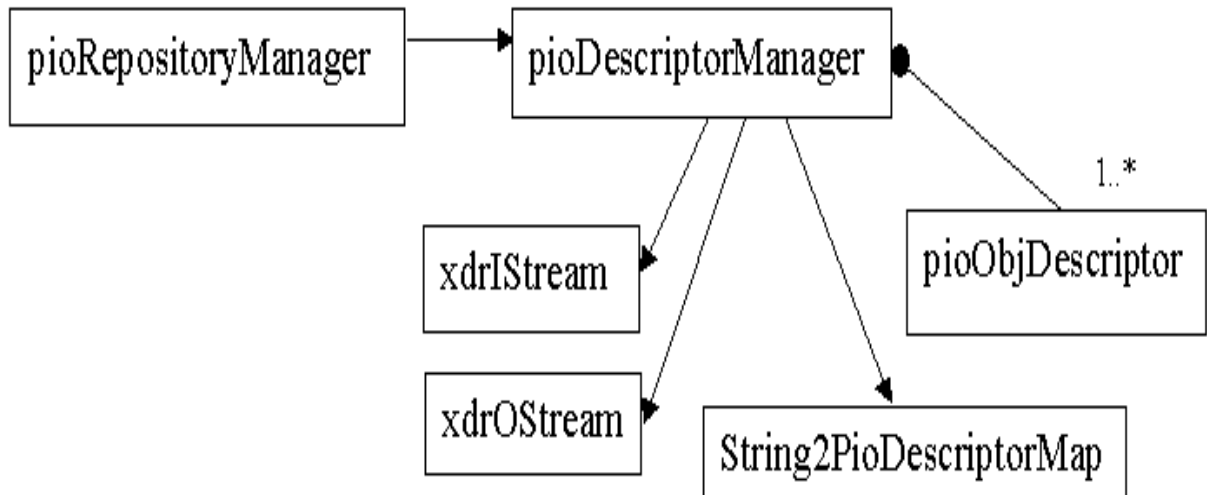 pioRepositoryManager
pioDescriptorManager
1..*
xdrIStream
pioObjDescriptor
xdrOStream
String2PioDescriptorMap